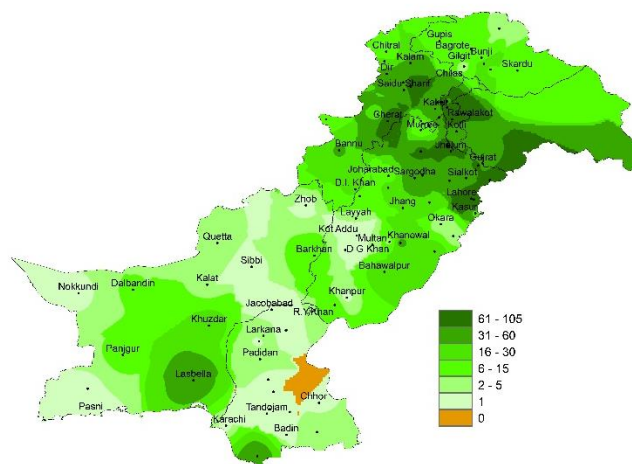 Gupis
Chitral
Bagrote
Kalam
Gilgit
Bunji
Dir
Skardu
Chilas
Saidu Sharif
Kakul
Gherat
Rawalakot
Murree
Kotli
Bannu
Jhelum
Gujrat
Joharabad
Sargodha
Sialkot
D.I. Khan
Zhob
Jhang
Lahore
Kasur
Layyah
Okara
Kot Addu
Quetta
Multan
Khanowal
Barkhan
D G Khan
Sibbi
Bahawalpur
Kalat
Nokkundi
Dalbandin
Khanpur
Jacobabad
R.Y.Khan
Khuzdar
Larkana
Panjgur
Padidan
Lasbella
Chhor
Pasni
Tandojam
Karachi
Badin
61 - 105
31 - 60
16 - 30
6 - 15
2 - 5
1
0